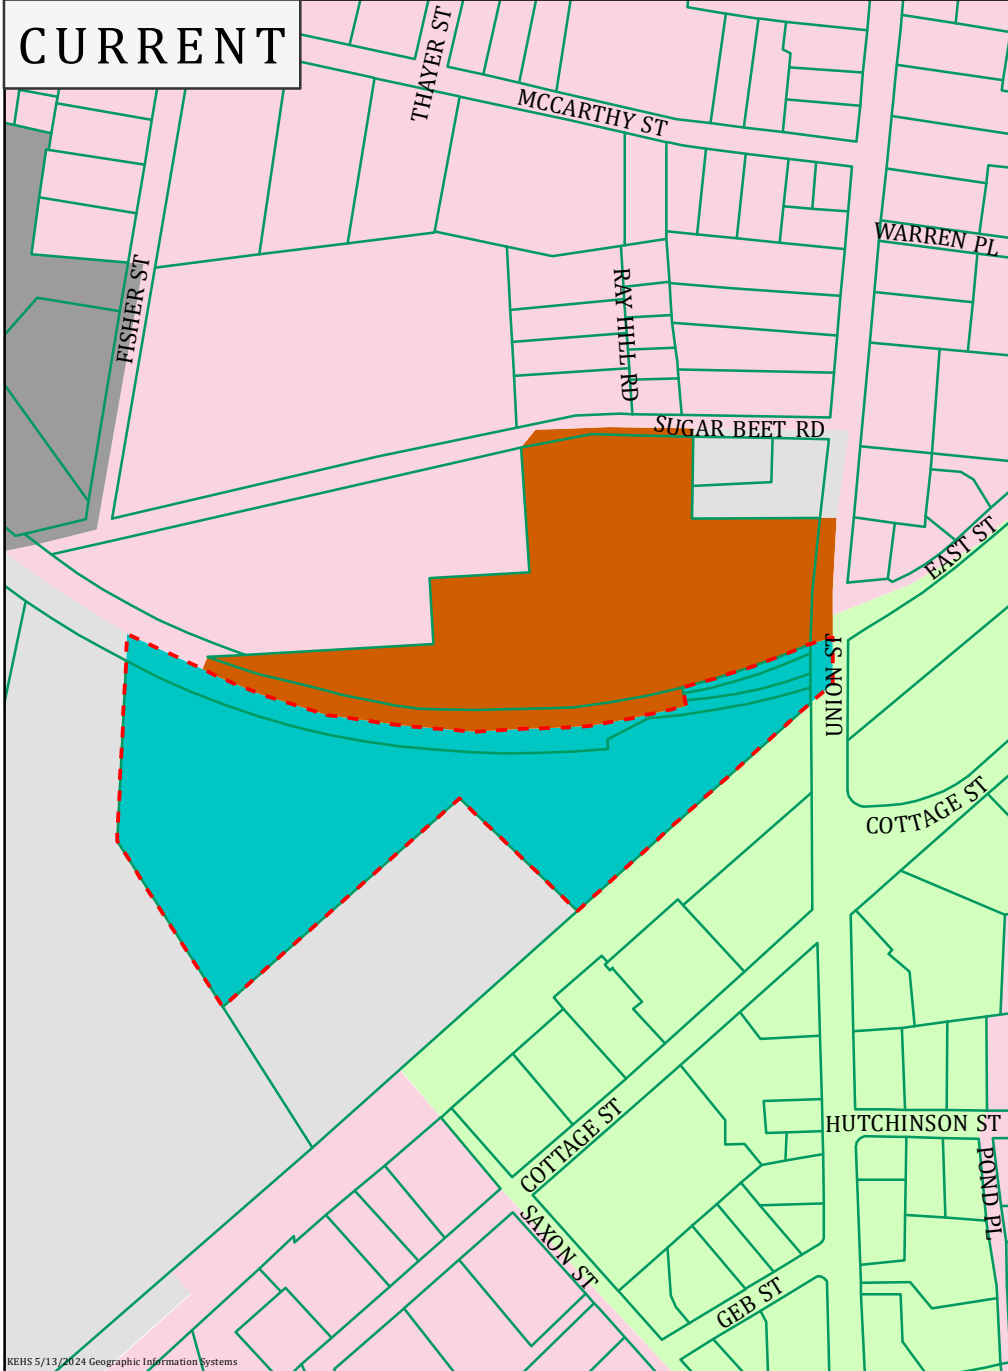 CURRENT
THAYER ST
MCCARTHY ST
WARREN PL
FISHER ST
RAY HILL RD
SUGAR BEET RD
EAST ST
UNION ST
COTTAGE ST
COTTAGE ST
HUTCHINSON ST
POND PL
SAXON ST
GEB ST
KEHS 5/13/2024 Geographic Information Systems